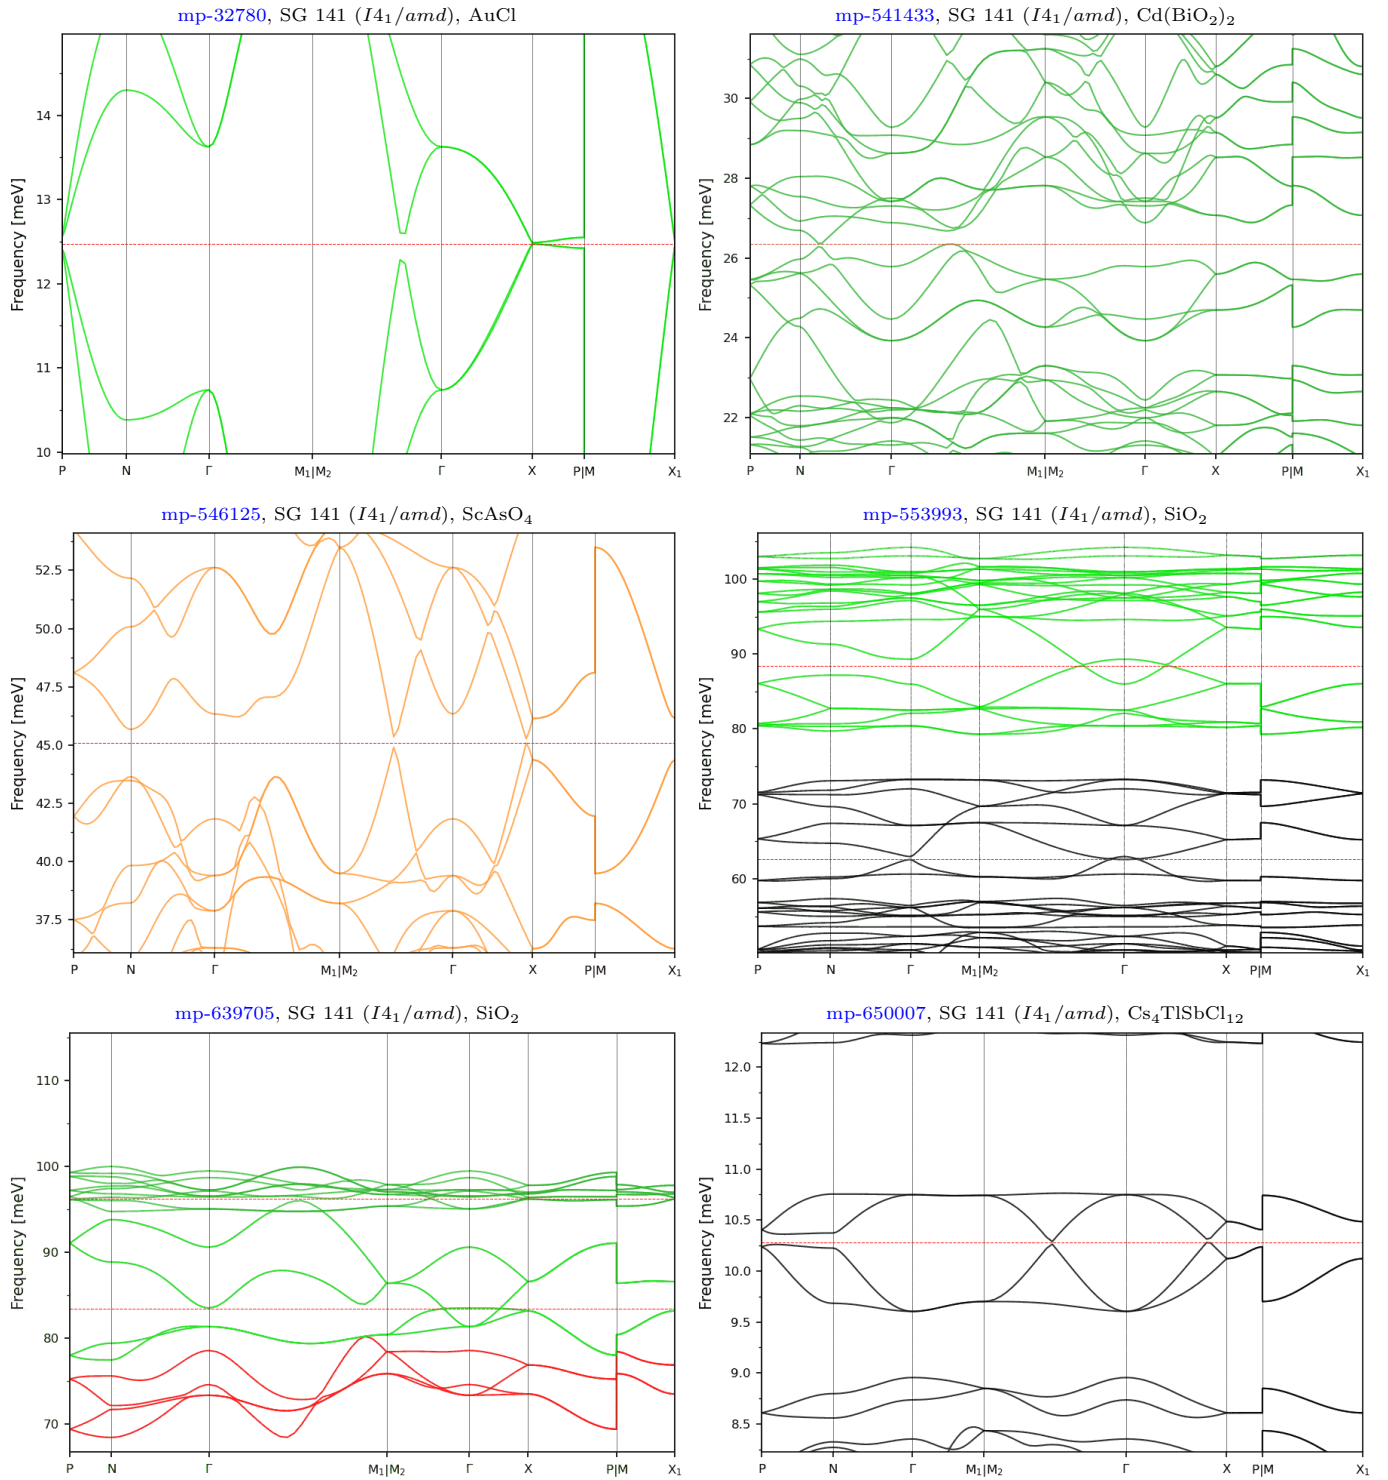 mp-32780, SG 141 (I4₁/amd), AuCl
Frequency [meV]
14
13
12
11
10
P N Γ M₁|M₂ Γ X P|M X₁
mp-541433, SG 141 (I4₁/amd), Cd(BiO₂)₂
Frequency [meV]
30
28
26
24
22
P N Γ M₁|M₂ Γ X P|M X₁
mp-546125, SG 141 (I4₁/amd), ScAsO₄
Frequency [meV]
52.5
50.0
47.5
45.0
42.5
40.0
37.5
P N Γ M₁|M₂ Γ X P|M X₁
mp-553993, SG 141 (I4₁/amd), SiO₂
Frequency [meV]
100
90
80
70
60
P N Γ M₁|M₂ Γ X P|M X₁
mp-639705, SG 141 (I4₁/amd), SiO₂
Frequency [meV]
110
100
90
80
70
P N Γ M₁|M₂ Γ X P|M X₁
mp-650007, SG 141 (I4₁/amd), Cs₄TlSbCl₁₂
Frequency [meV]
12.0
11.5
11.0
10.5
10.0
9.5
9.0
8.5
P N Γ M₁|M₂ Γ X P|M X₁